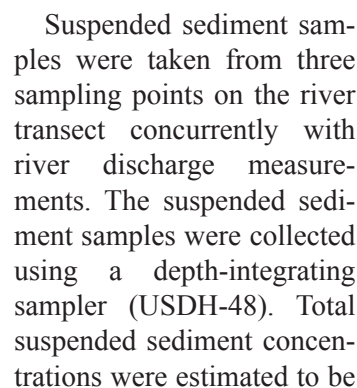 Suspended sediment sam-
ples were taken from three
sampling points on the river
transect concurrently with
river discharge measure-
ments. The suspended sedi-
ment samples were collected
using a depth-integrating
sampler (USDH-48). Total
suspended sediment concen-
trations were estimated to be